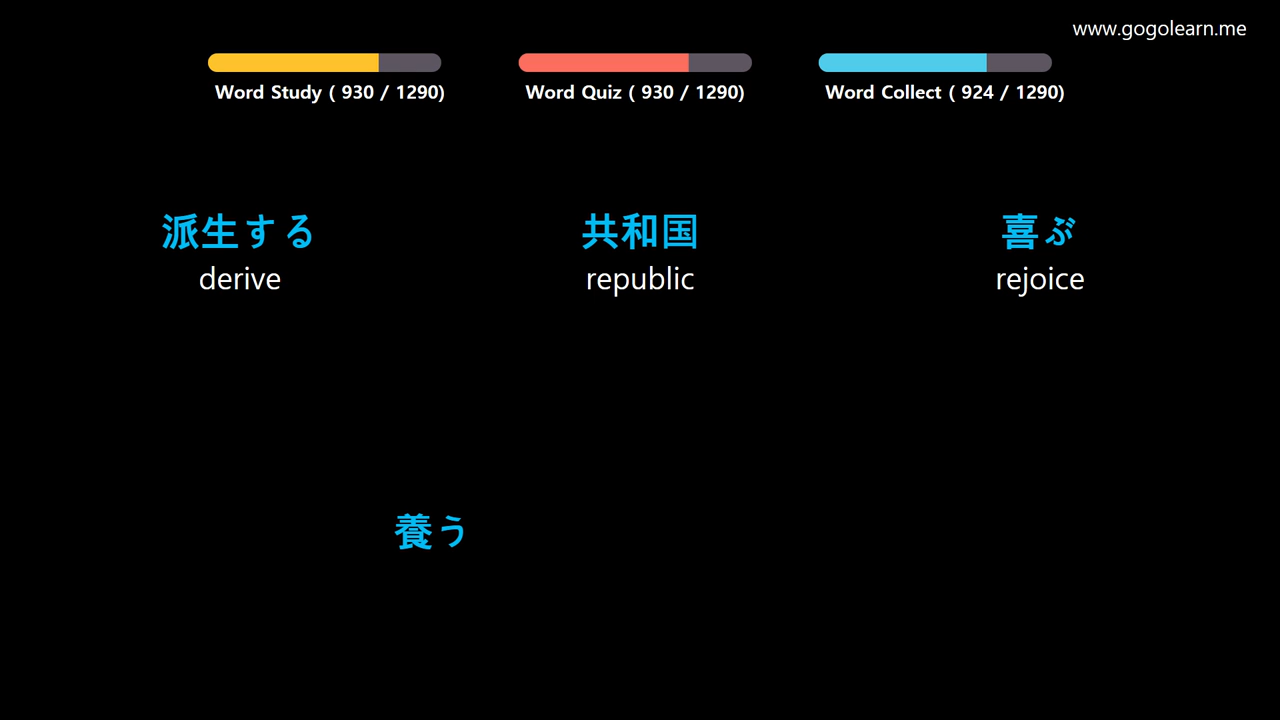 www.gogolearn.me
Word Study ( 930 / 1290)
Word Quiz ( 930 / 1290)
Word Collect ( 924 / 1290)
派生する
derive
共和国
republic
喜ぶ
rejoice
養う